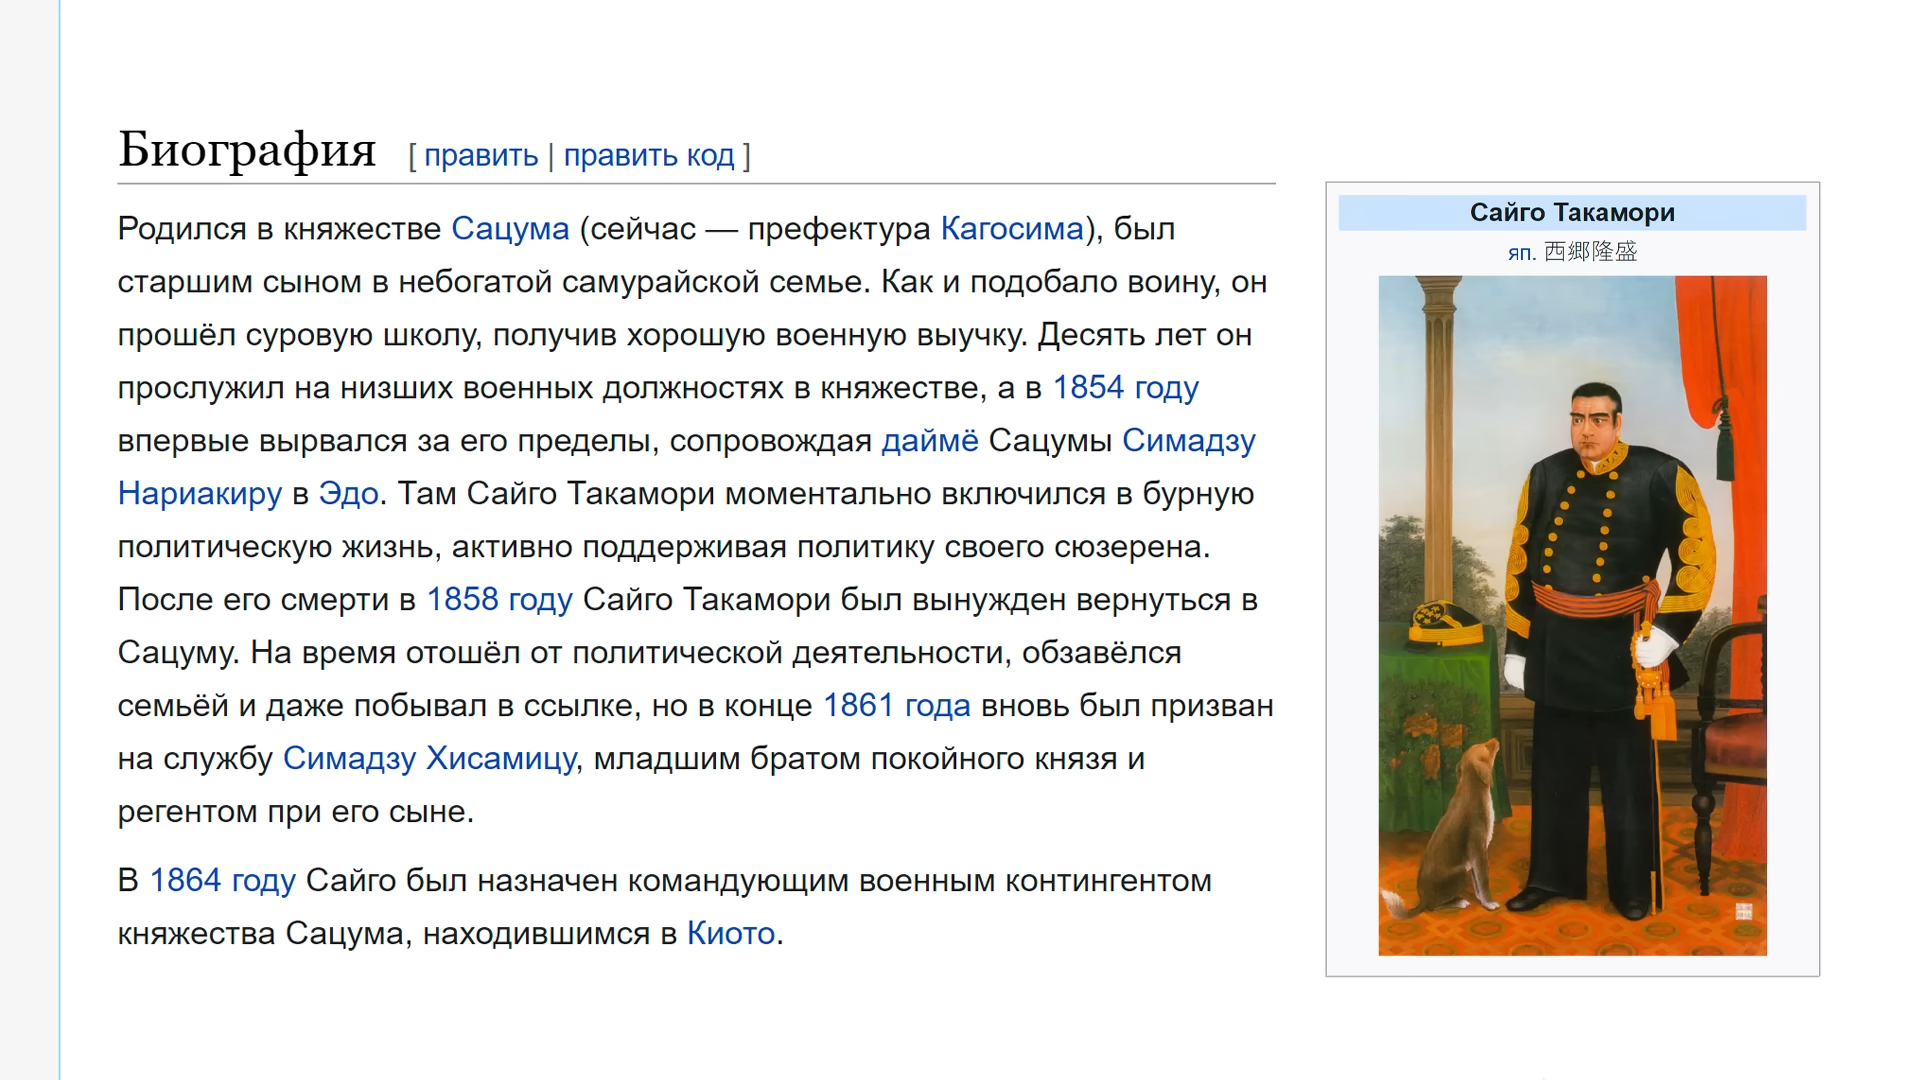 Биография [ править | править код ]
Родился в княжестве Сацума (сейчас — префектура Кагосима), был
старшим сыном в небогатой самурайской семье. Как и подобало воину, он
прошёл суровую школу, получив хорошую военную выучку. Десять лет он
прослужил на низших военных должностях в княжестве, а в 1854 году
впервые вырвался за его пределы, сопровождая даймё Сацумы Симадзу
Нариакиру в Эдо. Там Сайго Такамори моментально включился в бурную
политическую жизнь, активно поддерживая политику своего сюзерена.
После его смерти в 1858 году Сайго Такамори был вынужден вернуться в
Сацуму. На время отошёл от политической деятельности, обзавёлся
семьёй и даже побывал в ссылке, но в конце 1861 года вновь был призван
на службу Симадзу Хисамицу, младшим братом покойного князя и
регентом при его сыне.
В 1864 году Сайго был назначен командующим военным контингентом
княжества Сацума, находившимся в Киото.
Сайго Такамори
яп. 西郷隆盛